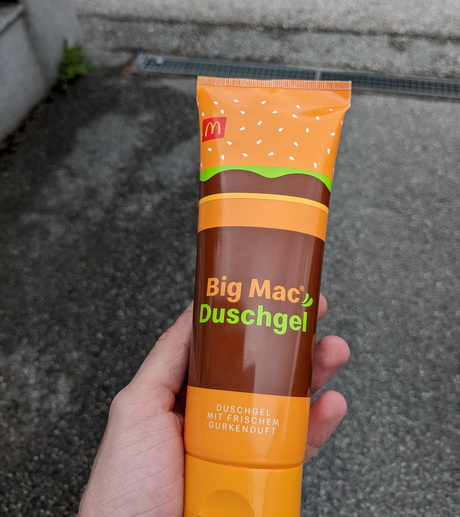 Big Mac®
Duschgel
DUSCHGEL
MIT FRISCHEM
GURKENDUFT